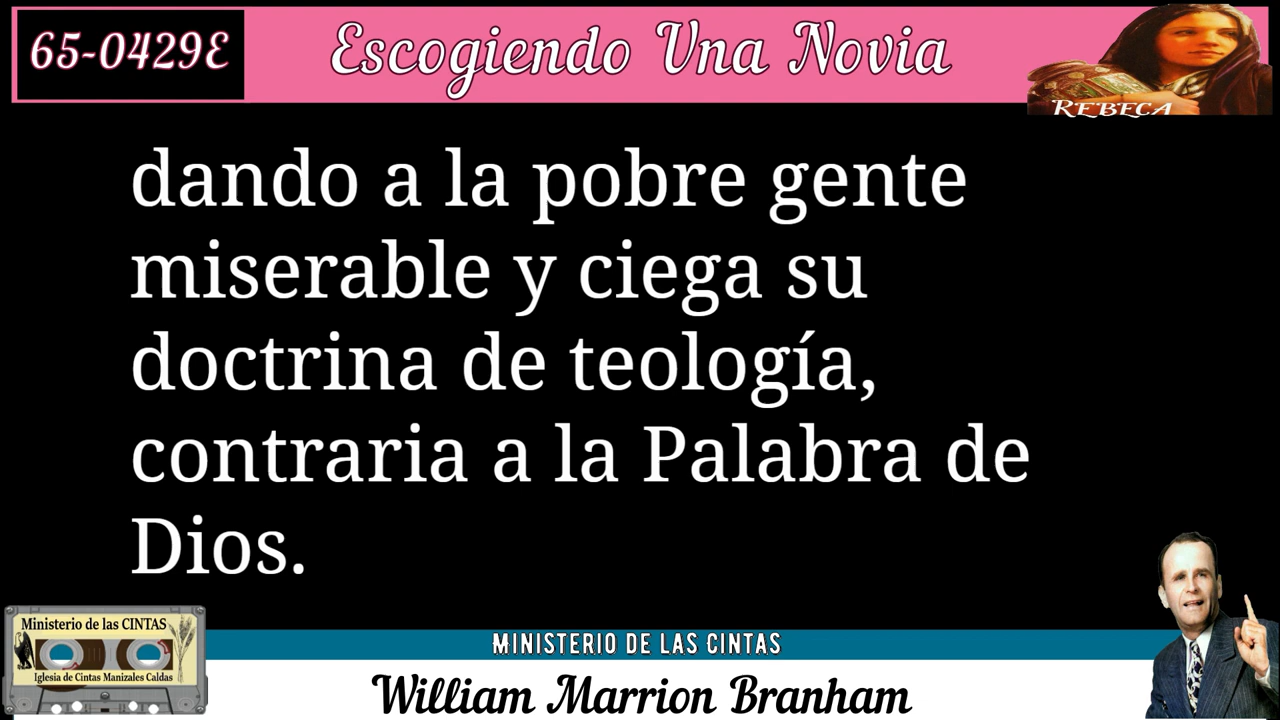 65-0429E
Escogiendo Una Novia
REBECA
dando a la pobre gente
miserable y ciega su
doctrina de teología,
contraria a la Palabra de
Dios.
Ministerio de las CINTAS
Iglesia de Cintas Manizales Caldas
MINISTERIO DE LAS CINTAS
William Marrion Branham